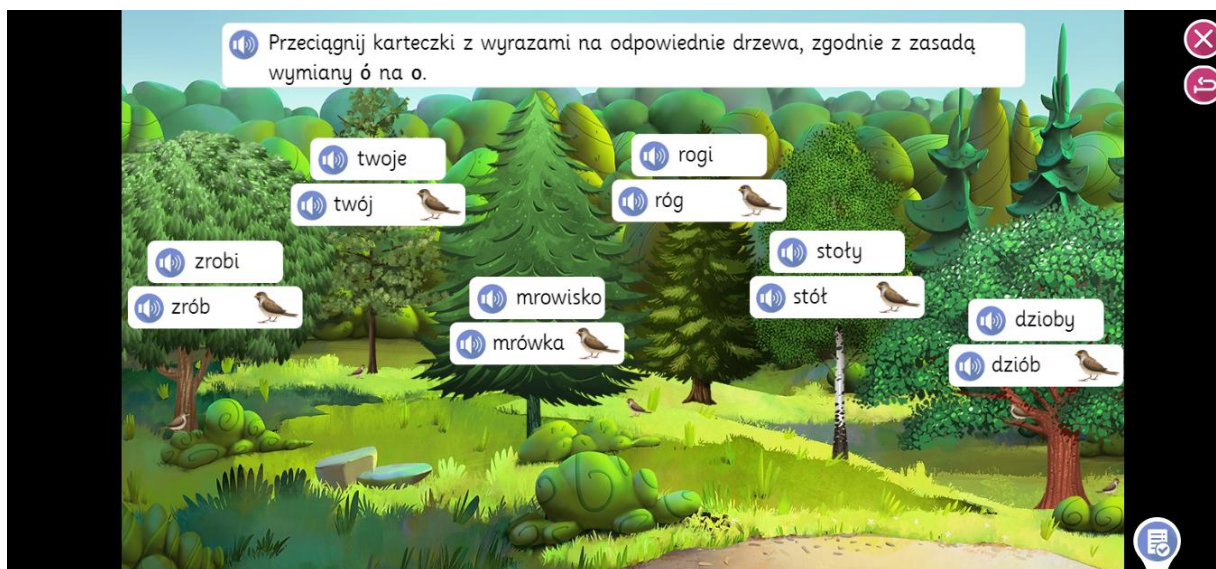 Przeciągnij karteczki z wyrazami na odpowiednie drzewa, zgodnie z zasadą
wymiany ó na o.
twoje
twój
rogi
róg
zrobi
zrób
stoły
stół
mrowisko
mrówka
dzioby
dziób